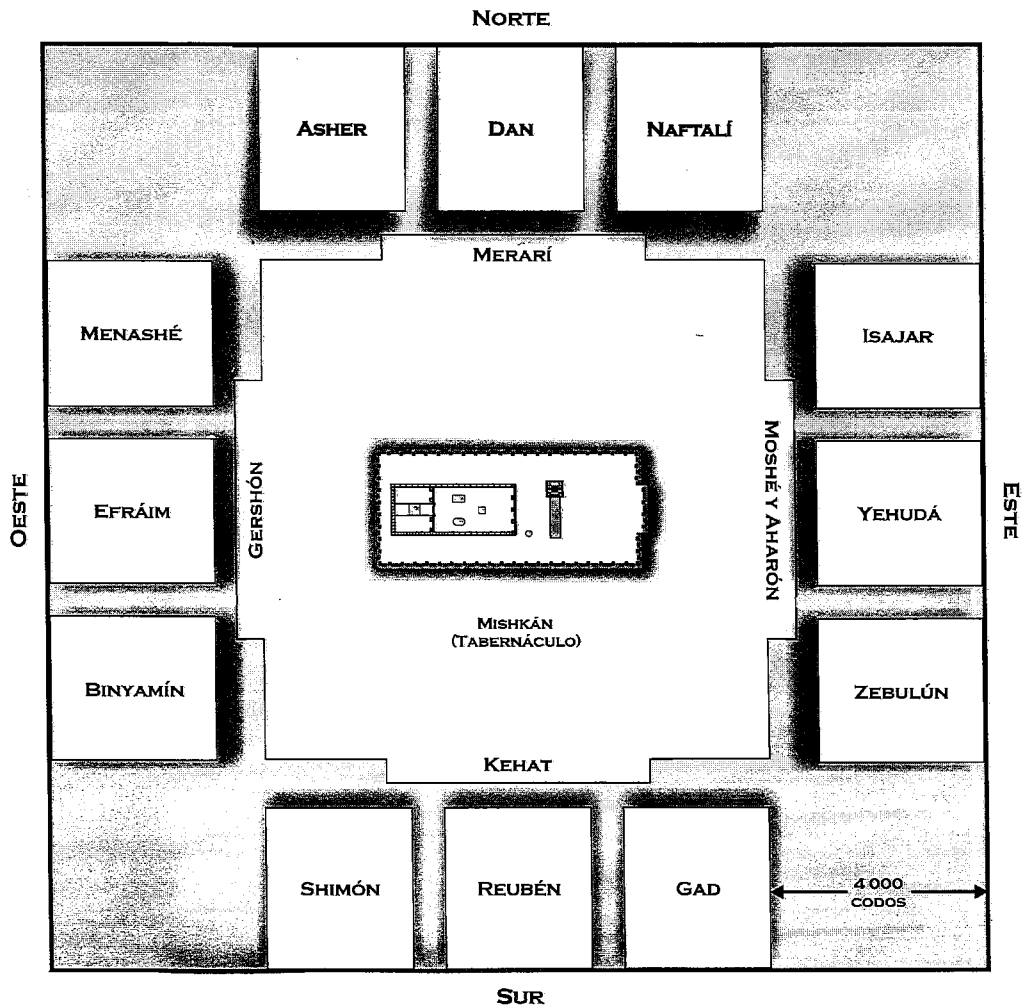 NORTE
ASHER
DAN
NAFTALÍ
MERARÍ
MENASHÉ
ISAJAR
OESTE
EFRÁIM
GERSHÓN
MOSHÉ Y AHARÓN
YEHUDÁ
ESTE
MISHKÁN
(TABERNÁCULO)
BINYAMÍN
ZEBULÚN
KEHAT
SHIMÓN
REUBÉN
GAD
4 000
CODOS
SUR